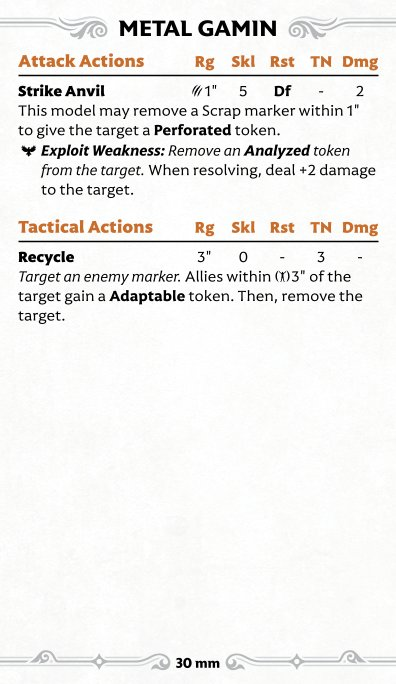 METAL GAMIN
Attack Actions Rg Skl Rst TN Dmg
Strike Anvil 1" 5 Df - 2
This model may remove a Scrap marker within 1"
to give the target a Perforated token.
Exploit Weakness: Remove an Analyzed token
from the target. When resolving, deal +2 damage
to the target.
Tactical Actions Rg Skl Rst TN Dmg
Recycle 3" 0 - 3 -
Target an enemy marker. Allies within 3" of the
target gain a Adaptable token. Then, remove the
target.
30 mm